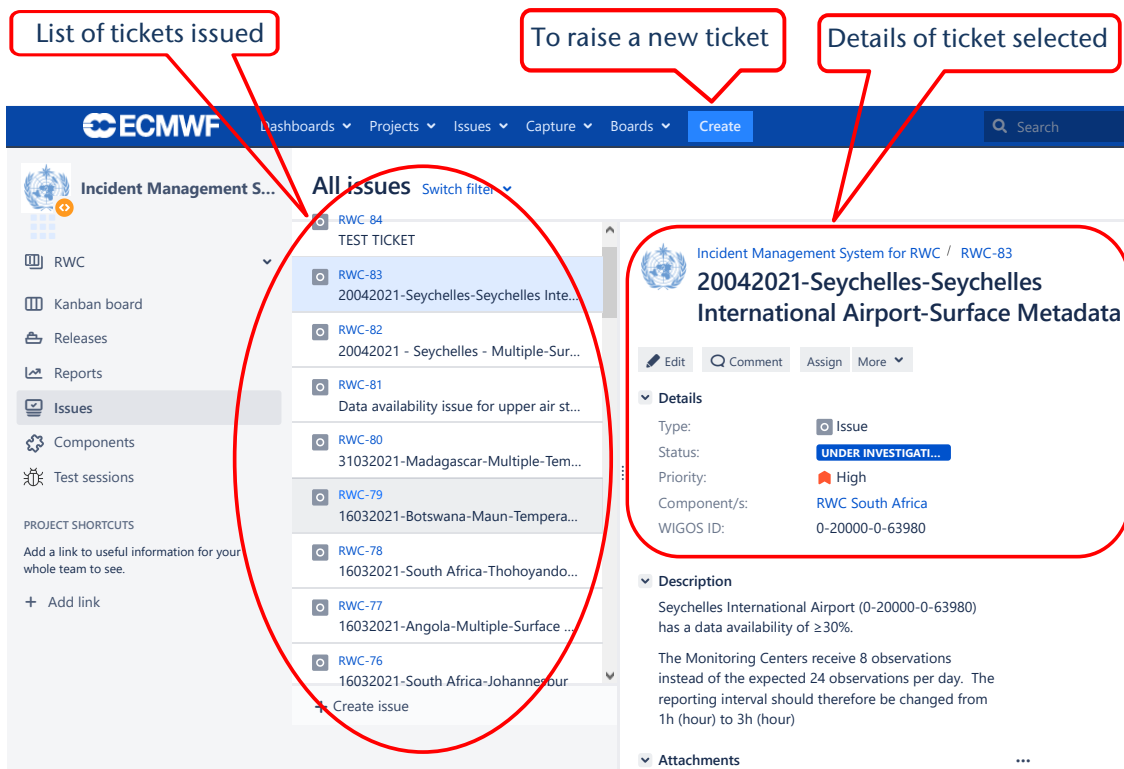 List of tickets issued
To raise a new ticket
Details of ticket selected
ECMWF Dashboards Projects Issues Capture Boards Create Search
Incident Management S...
RWC
Kanban board
Releases
Reports
Issues
Components
Test sessions
PROJECT SHORTCUTS
Add a link to useful information for your
whole team to see.
+ Add link
All issues Switch filter
RWC 84
TEST TICKET
RWC-83
20042021-Seychelles-Seychelles Inte...
RWC-82
20042021 - Seychelles - Multiple-Sur...
RWC-81
Data availability issue for upper air st...
RWC-80
31032021-Madagascar-Multiple-Tem...
RWC-79
16032021-Botswana-Maun-Tempera...
RWC-78
16032021-South Africa-Thohoyando...
RWC-77
16032021-Angola-Multiple-Surface ...
RWC-76
16032021-South Africa-Johannesbur
+ Create issue
Incident Management System for RWC / RWC-83
20042021-Seychelles-Seychelles
International Airport-Surface Metadata
Edit Comment Assign More
Details
Type: Issue
Status: UNDER INVESTIGATI...
Priority: High
Component/s: RWC South Africa
WIGOS ID: 0-20000-0-63980
Description
Seychelles International Airport (0-20000-0-63980)
has a data availability of ≥30%.
The Monitoring Centers receive 8 observations
instead of the expected 24 observations per day. The
reporting interval should therefore be changed from
1h (hour) to 3h (hour)
Attachments ...